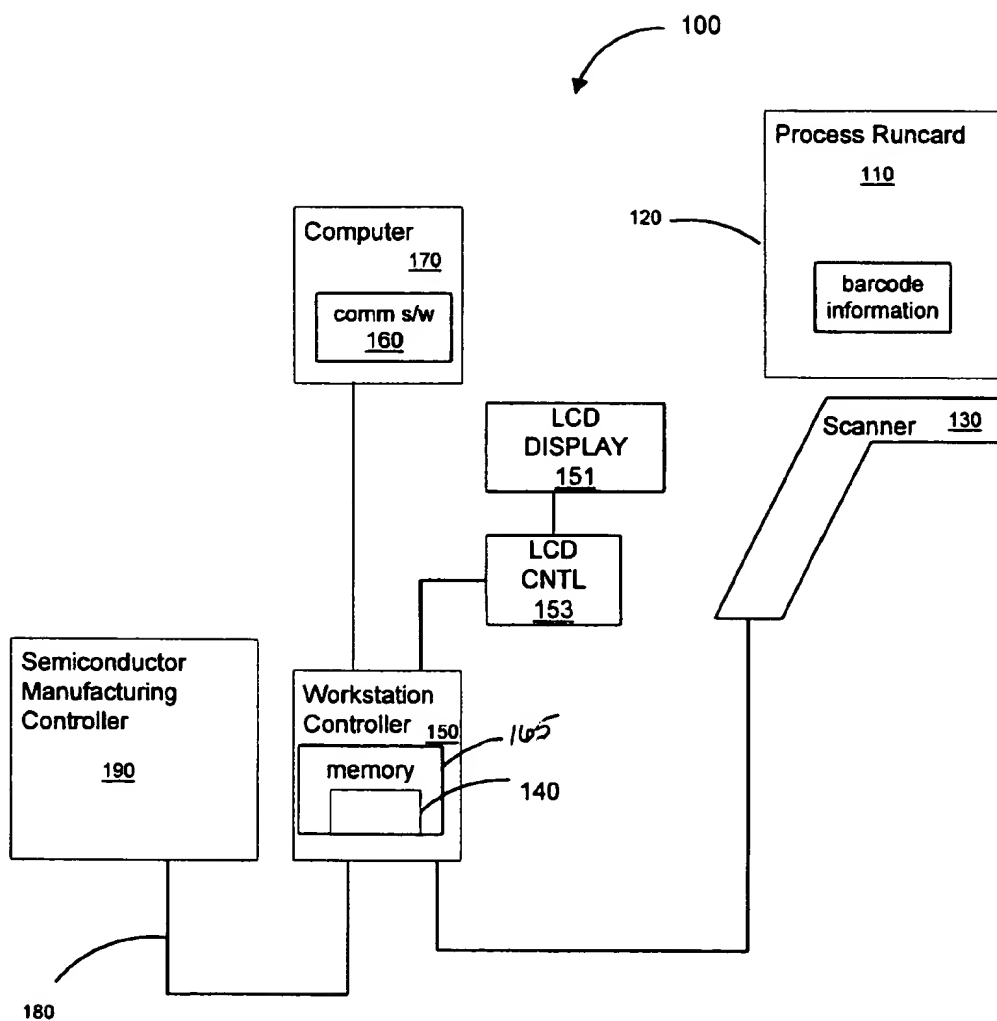 100
Process Runcard
110
120
barcode
information
Computer
170
comm s/w
160
LCD
DISPLAY
151
Scanner 130
LCD
CNTL
153
Semiconductor
Manufacturing
Controller
190
Workstation
Controller
150
165
memory
140
180